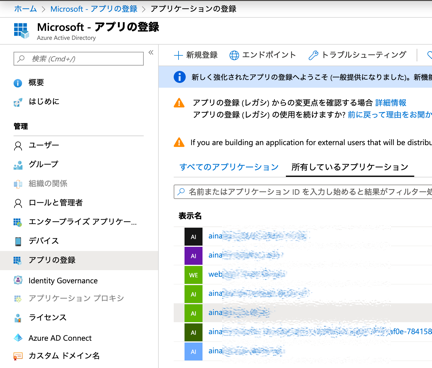 ホーム > Microsoft - アプリの登録 > アプリケーションの登録
Microsoft - アプリの登録
Azure Active Directory
検索 (Cmd+/)
概要
はじめに
管理
ユーザー
グループ
組織の関係
ロールと管理者
エンタープライズ アプリケー...
デバイス
アプリの登録
Identity Governance
アプリケーション プロキシ
ライセンス
Azure AD Connect
カスタム ドメイン名
新規登録 エンドポイント トラブルシューティング
新しく強化されたアプリの登録へようこそ (一般提供になりました)。新機能
アプリの登録 (レガシ) からの変更点を確認する場合 詳細情報
アプリの登録 (レガシ) の使用を続けますか? 前に戻って理由をお聞か
If you are building an application for external users that will be distribu
すべてのアプリケーション 所有しているアプリケーション
名前またはアプリケーション ID を入力し始めると結果がフィルター処
表示名
AI aina
AI aina
WE web
AI aina
AI aina
AI aina af0e-784158
AI aina